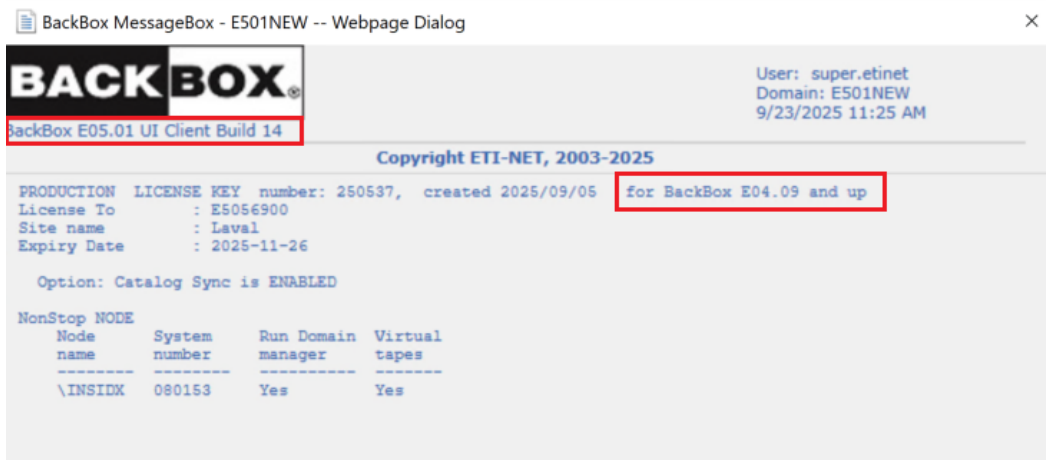 BackBox MessageBox - E501NEW -- Webpage Dialog
BACKBOX®
User: super.etinet
Domain: E501NEW
9/23/2025 11:25 AM
BackBox E05.01 UI Client Build 14
Copyright ETI-NET, 2003-2025
PRODUCTION LICENSE KEY number: 250537, created 2025/09/05 for BackBox E04.09 and up
License To : E5056900
Site name : Laval
Expiry Date : 2025-11-26
Option: Catalog Sync is ENABLED
NonStop NODE
Node System Run Domain Virtual
name number manager tapes
-------- -------- ---------- -------
\INSIDX 080153 Yes Yes